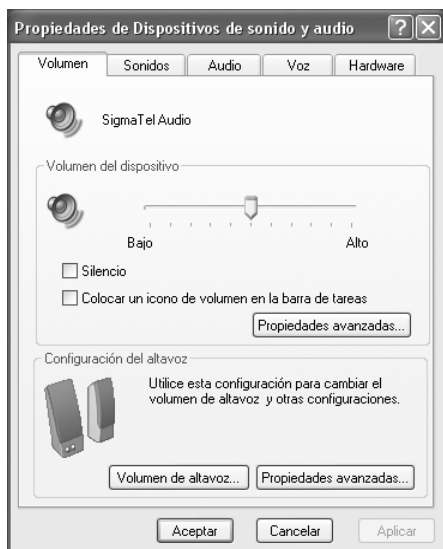 Propiedades de Dispositivos de sonido y audio
Volumen Sonidos Audio Voz Hardware
SigmaTel Audio
Volumen del dispositivo
Bajo Alto
Silencio
Colocar un icono de volumen en la barra de tareas
Propiedades avanzadas...
Configuración del altavoz
Utilice esta configuración para cambiar el
volumen de altavoz y otras configuraciones.
Volumen de altavoz... Propiedades avanzadas...
Aceptar Cancelar Aplicar